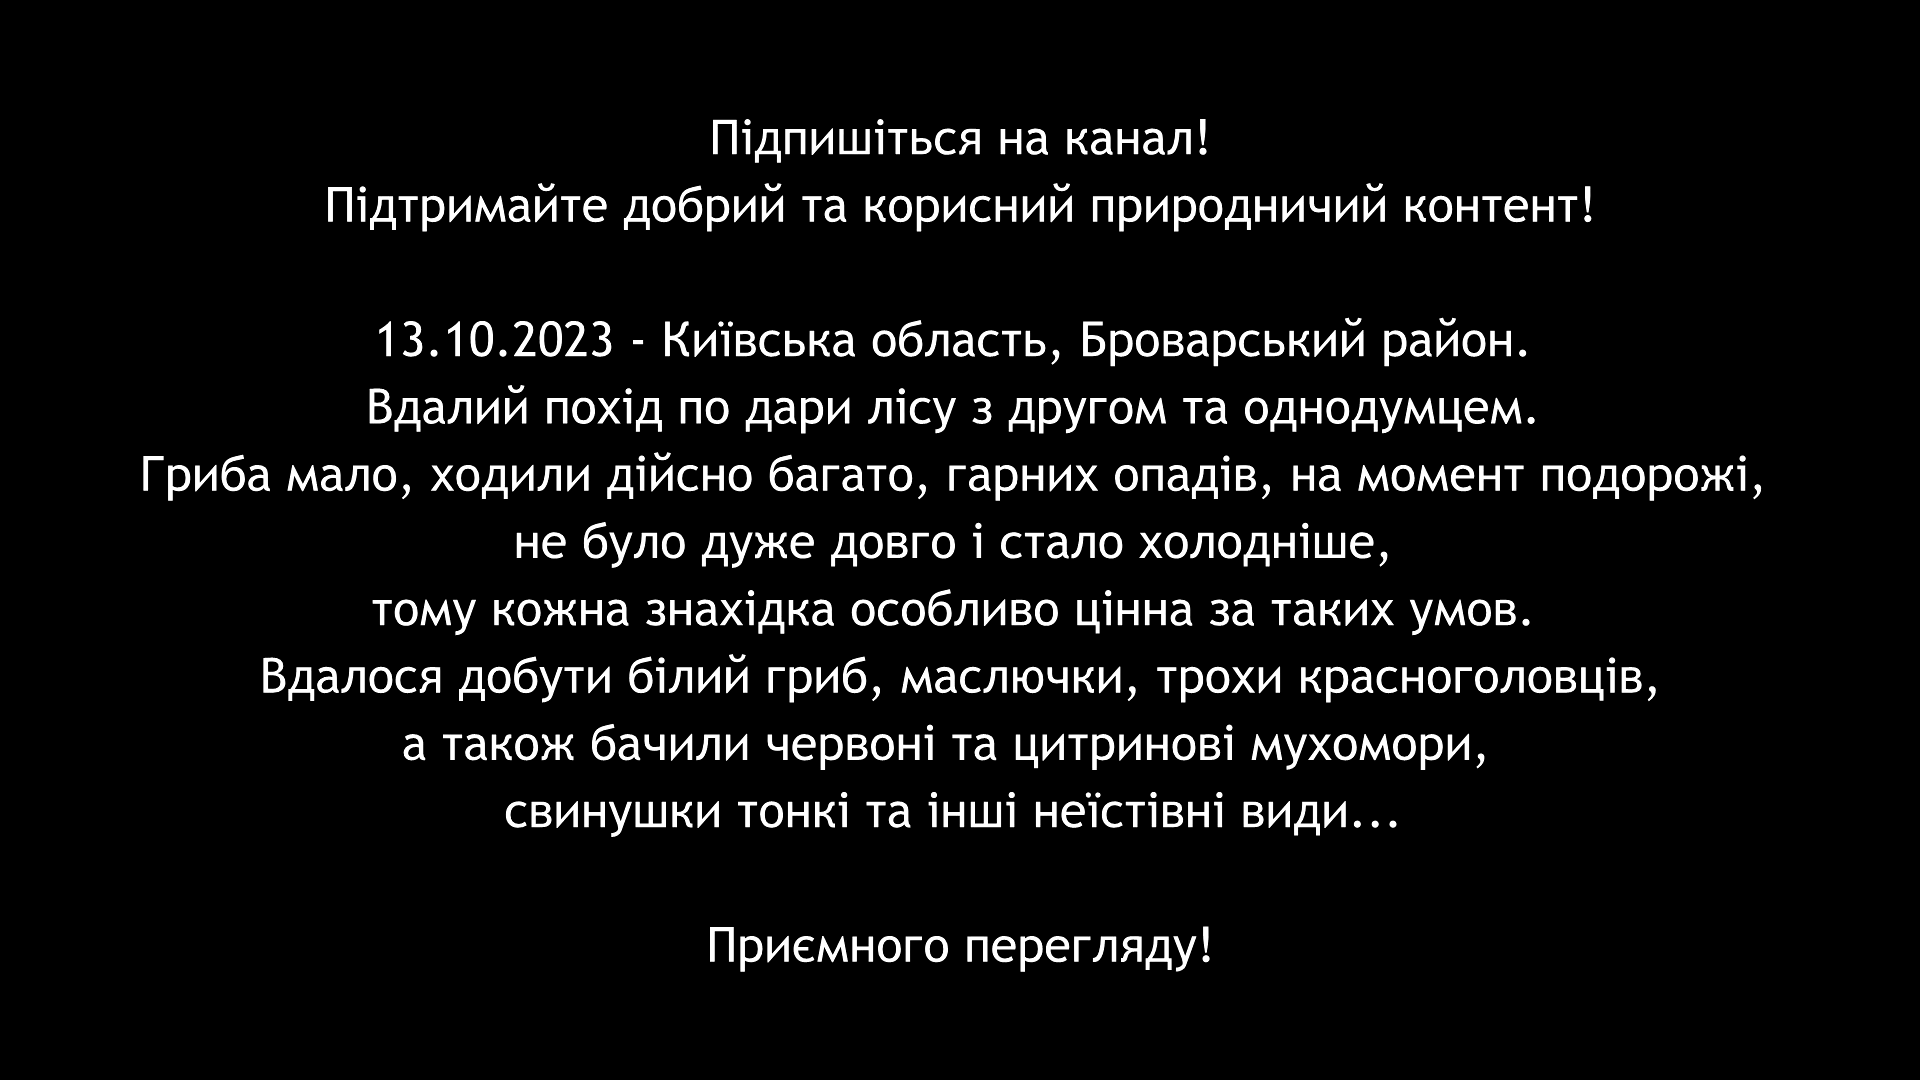 Підпишіться на канал!
Підтримайте добрий та корисний природничий контент!
13.10.2023 - Київська область, Броварський район.
Вдалий похід по дари лісу з другом та однодумцем.
Гриба мало, ходили дійсно багато, гарних опадів, на момент подорожі,
не було дуже довго і стало холодніше,
тому кожна знахідка особливо цінна за таких умов.
Вдалося добути білий гриб, маслючки, трохи красноголовців,
а також бачили червоні та цитринові мухомори,
свинушки тонкі та інші неїстівні види...
Приємного перегляду!